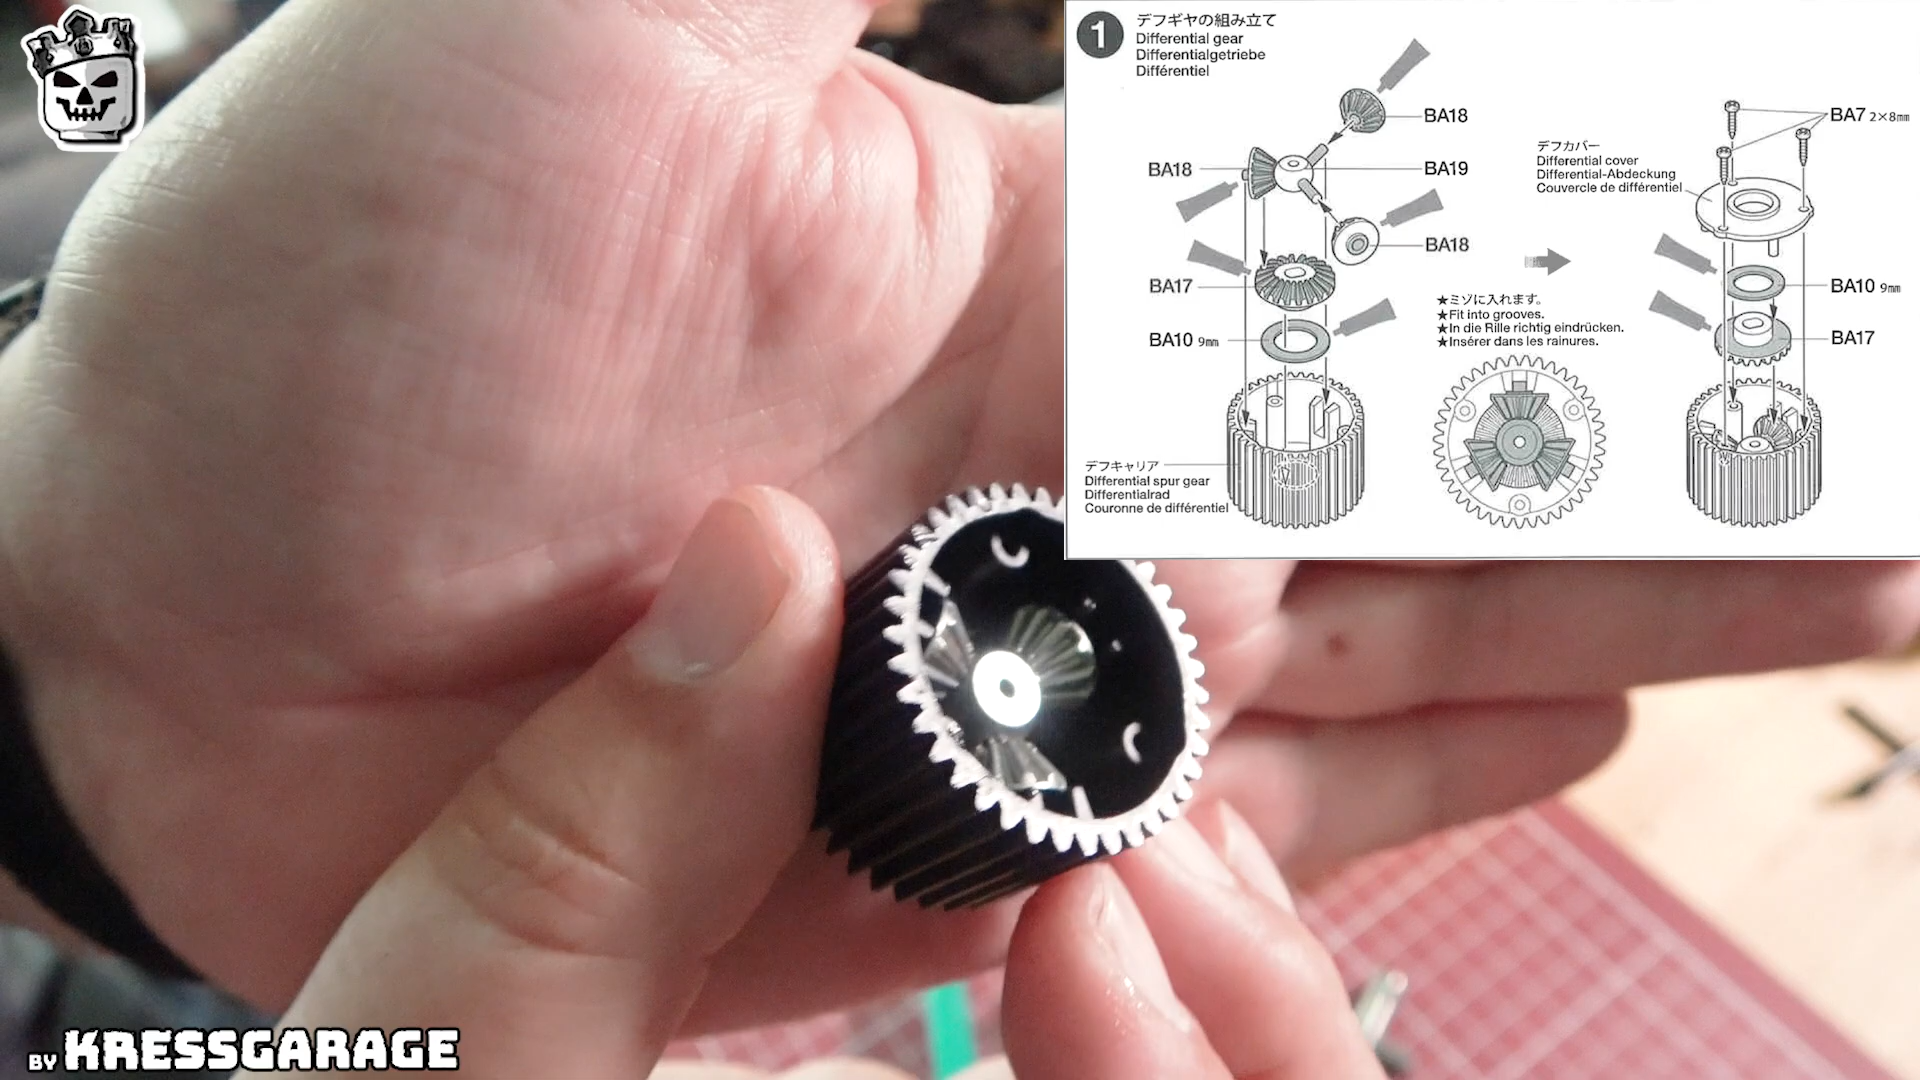 1
デフギヤの組み立て
Differential gear
Differentialgetriebe
Différentiel
BA18
BA18
BA19
BA18
BA17
BA10 9㎜
デフキャリア
Differential spur gear
Differentialrad
Couronne de différentiel
★ミゾに入れます。
★Fit into grooves.
★In die Rille richtig eindrücken.
★Insérer dans les rainures.
デフカバー
Differential cover
Differential-Abdeckung
Couvercle de différentiel
BA7 2×8㎜
BA10 9㎜
BA17
BY KRESSGARAGE